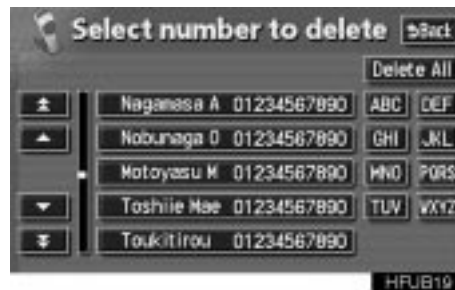 Select number to delete Back
Delete All
Nagamasa A 01234567890 ABC DEF
Nobunaga O 01234567890 GHI JKL
Motoyasu M 01234567890 MNO PQRS
Toshiie Mae 01234567890 TUV WXYZ
Toukitirou 01234567890
HFUB19